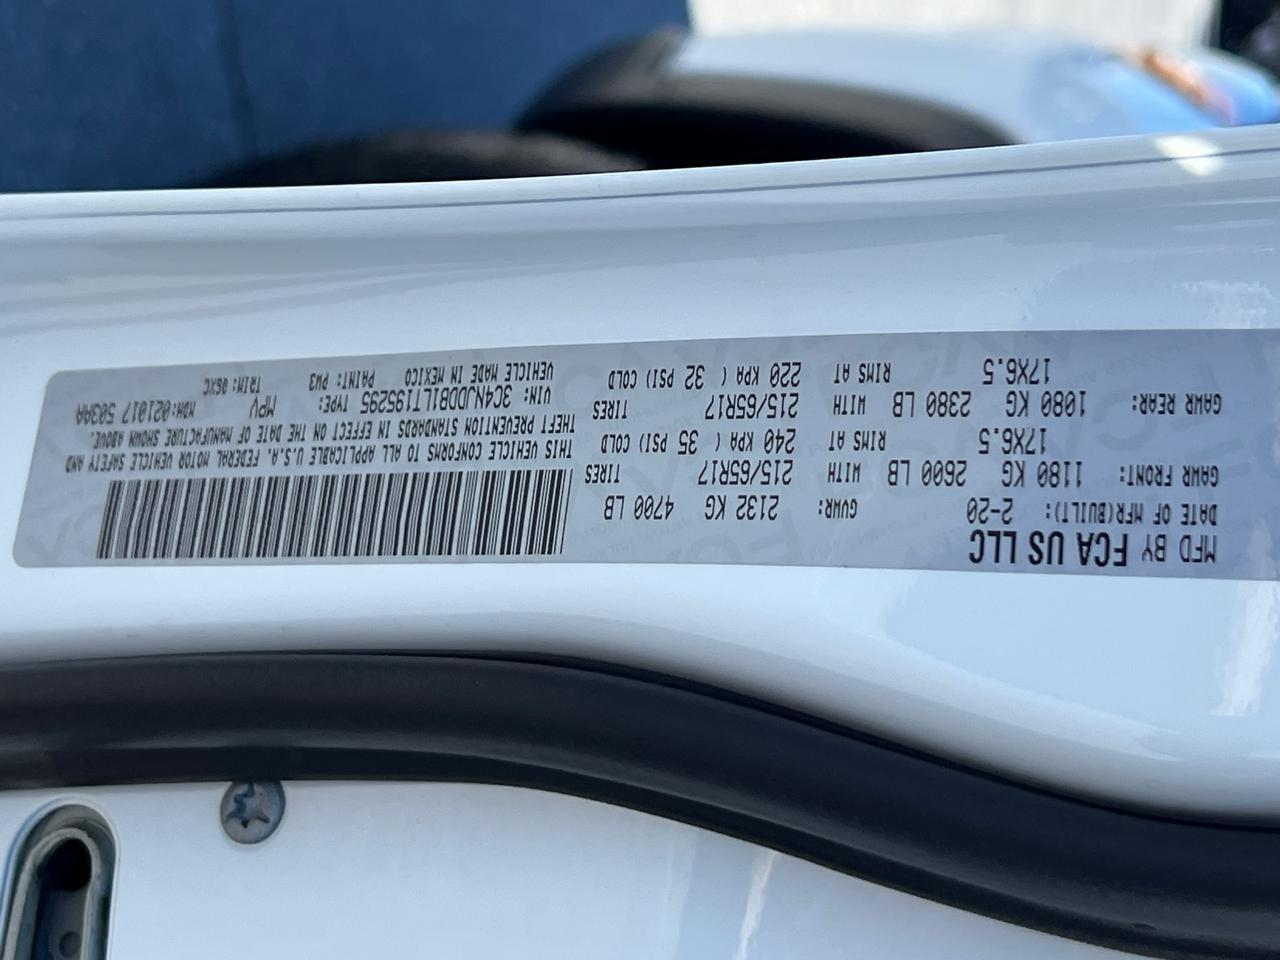 MFD BY FCA US LLC
DATE OF MFR(BUILT): 2-20 GVWR: 2132 KG 4700 LB
GAWR FRONT: 1180 KG 2600 LB WITH 215/65R17 TIRES
17X6.5 RIMS AT 240 KPA ( 35 PSI) COLD
GAWR REAR: 1080 KG 2380 LB WITH 215/65R17 TIRES
17X6.5 RIMS AT 220 KPA ( 32 PSI) COLD
THIS VEHICLE CONFORMS TO ALL APPLICABLE U.S.A. FEDERAL MOTOR VEHICLE SAFETY AND
THEFT PREVENTION STANDARDS IN EFFECT ON THE DATE OF MANUFACTURE SHOWN ABOVE.
VIN: 3C4NJDDB1LT195295 TYPE: MPV MDH:021017 503AA
VEHICLE MADE IN MEXICO PAINT: PW3 TRIM: 06XC